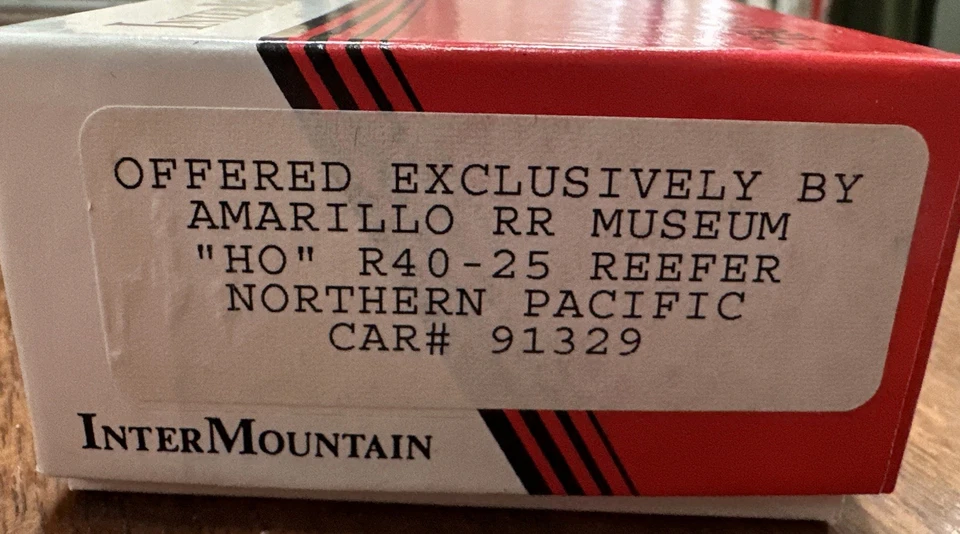 OFFERED EXCLUSIVELY BY
AMARILLO RR MUSEUM
"HO" R40-25 REEFER
NORTHERN PACIFIC
CAR# 91329
INTERMOUNTAIN